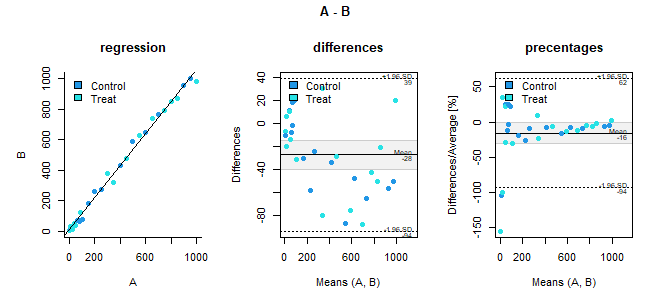 A - B
regression
Control
Treat
0 200 400 600 800 1000
B
0 200 600 1000
A
differences
Control
Treat
+1.96 SD
39
Mean
-28
-1.96 SD
-94
40
0
-40
-80
Differences
0 200 600 1000
Means (A, B)
precentages
Control
Treat
+1.96 SD
62
Mean
-16
-1.96 SD
-94
50
0
-50
-100
-150
Differences/Average [%]
0 200 600 1000
Means (A, B)